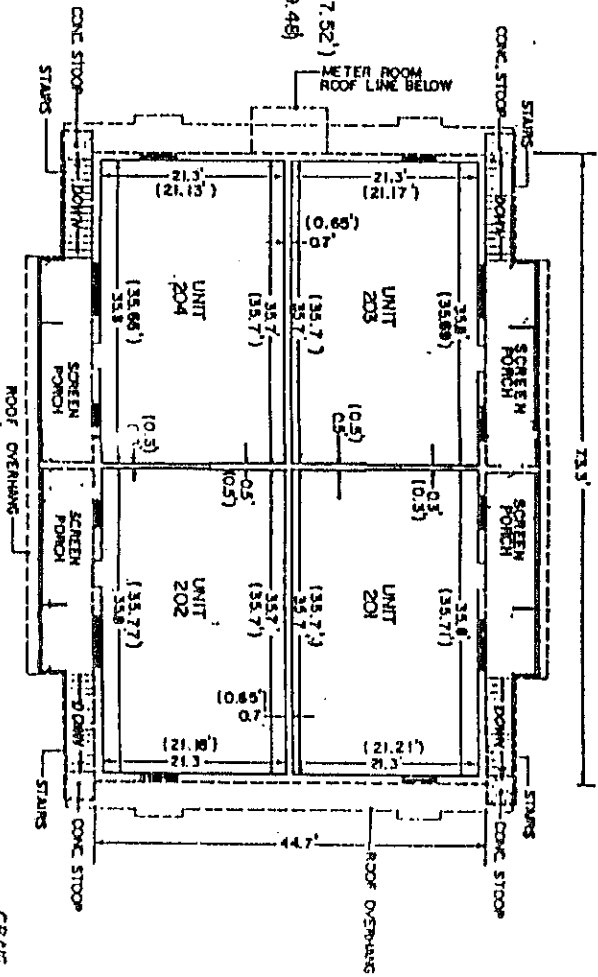 7.52')
9.48)
CONC. STOOP
STAIRS
METER ROOM
ROOF LINE BELOW
CONC. STOOP
STAIRS
DOWN
DOWN
21.3'
(21.13')
21.3'
(21.17')
(0.65')
0.7'
UNIT
204
35.8
(35.66')
35.7'
(35.7')
UNIT
203
35.7'
(35.7')
35.8'
(35.69')
SCREEN
PORCH
SCREEN
PORCH
ROOF OVERHANG
73.3'
(0.3')
0.5'
(0.5')
0.5'
(0.5')
0.3'
(0.3')
SCREEN
PORCH
SCREEN
PORCH
UNIT
202
35.8
(35.77')
35.7'
(35.7')
UNIT
201
35.7'
(35.7')
35.8'
(35.71')
(0.65')
0.7'
(21.18')
21.3
(21.21')
21.3'
DOWN
DOWN
STAIRS
CONC. STOOP
STAIRS
CONC. STOOP
44.7'
ROOF OVERHANG